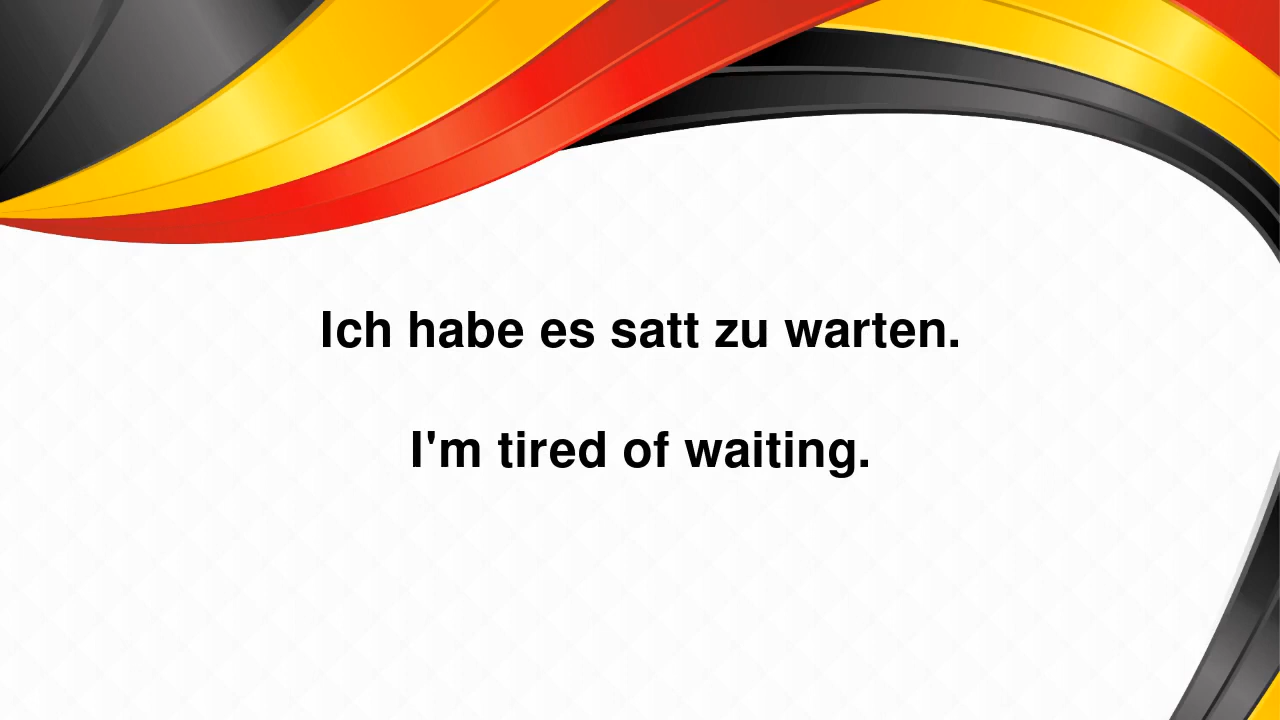 Ich habe es satt zu warten.
I'm tired of waiting.